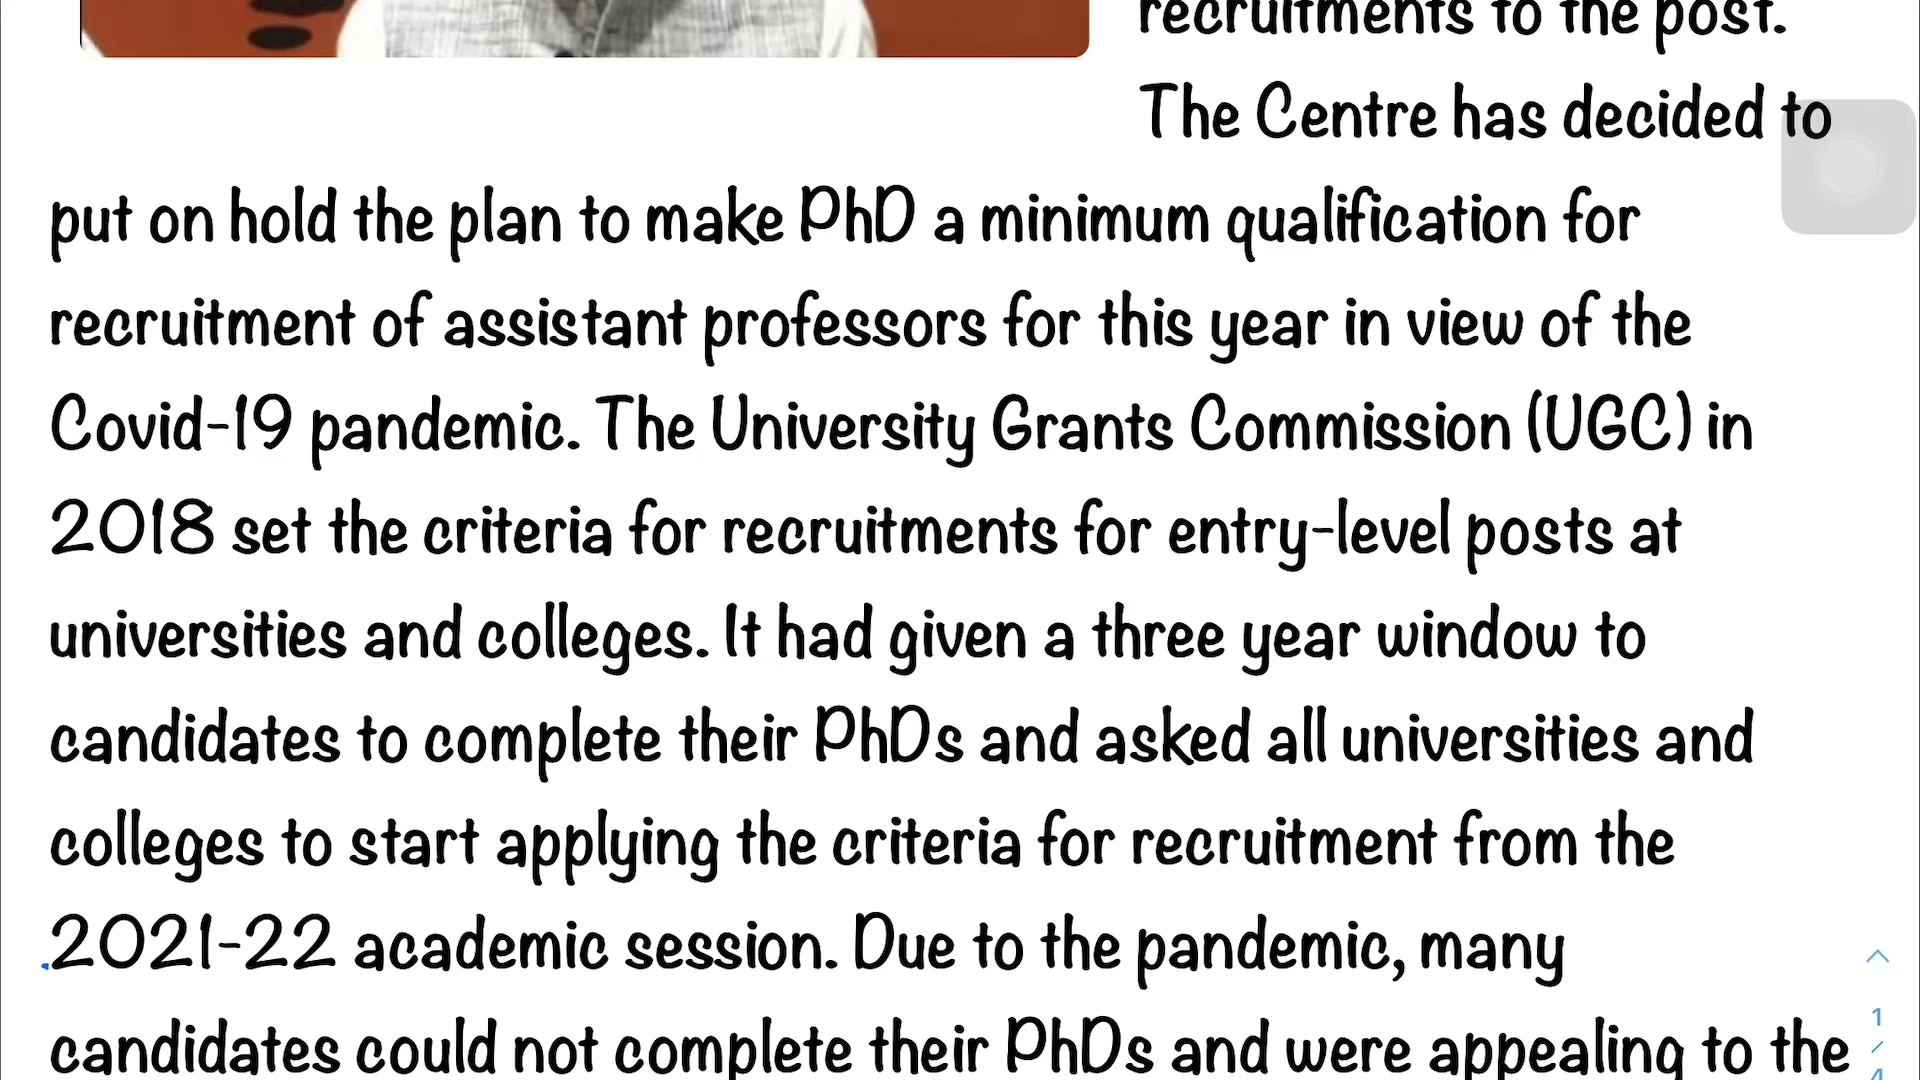 recruitments to the post.
The Centre has decided to
put on hold the plan to make PhD a minimum qualification for
recruitment of assistant professors for this year in view of the
Covid-19 pandemic. The University Grants Commission (UGC) in
2018 set the criteria for recruitments for entry-level posts at
universities and colleges. It had given a three year window to
candidates to complete their PhDs and asked all universities and
colleges to start applying the criteria for recruitment from the
2021-22 academic session. Due to the pandemic, many
candidates could not complete their PhDs and were appealing to the
1
/
4